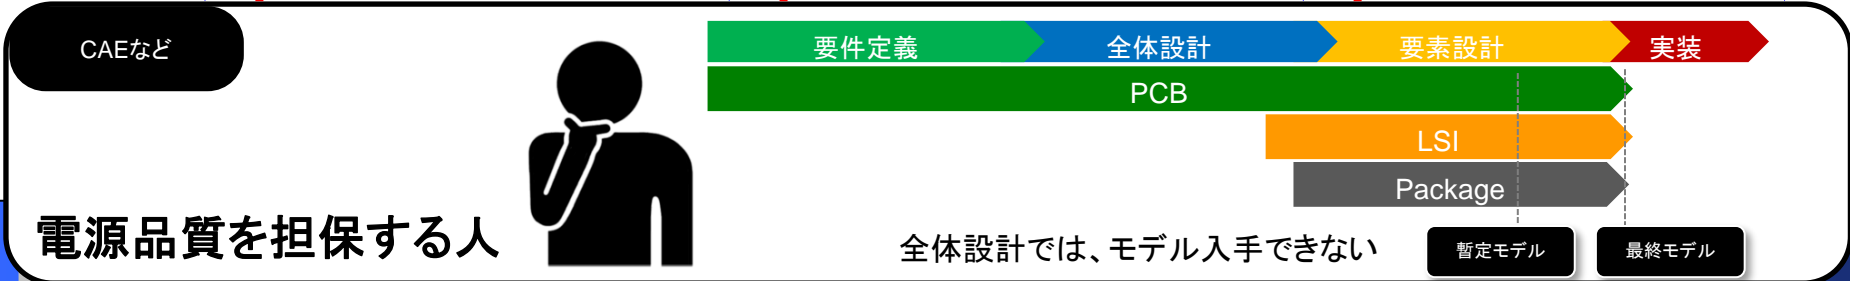 CAEなど
要件定義
全体設計
要素設計
実装
PCB
LSI
Package
電源品質を担保する人
全体設計では、モデル入手できない
暫定モデル
最終モデル